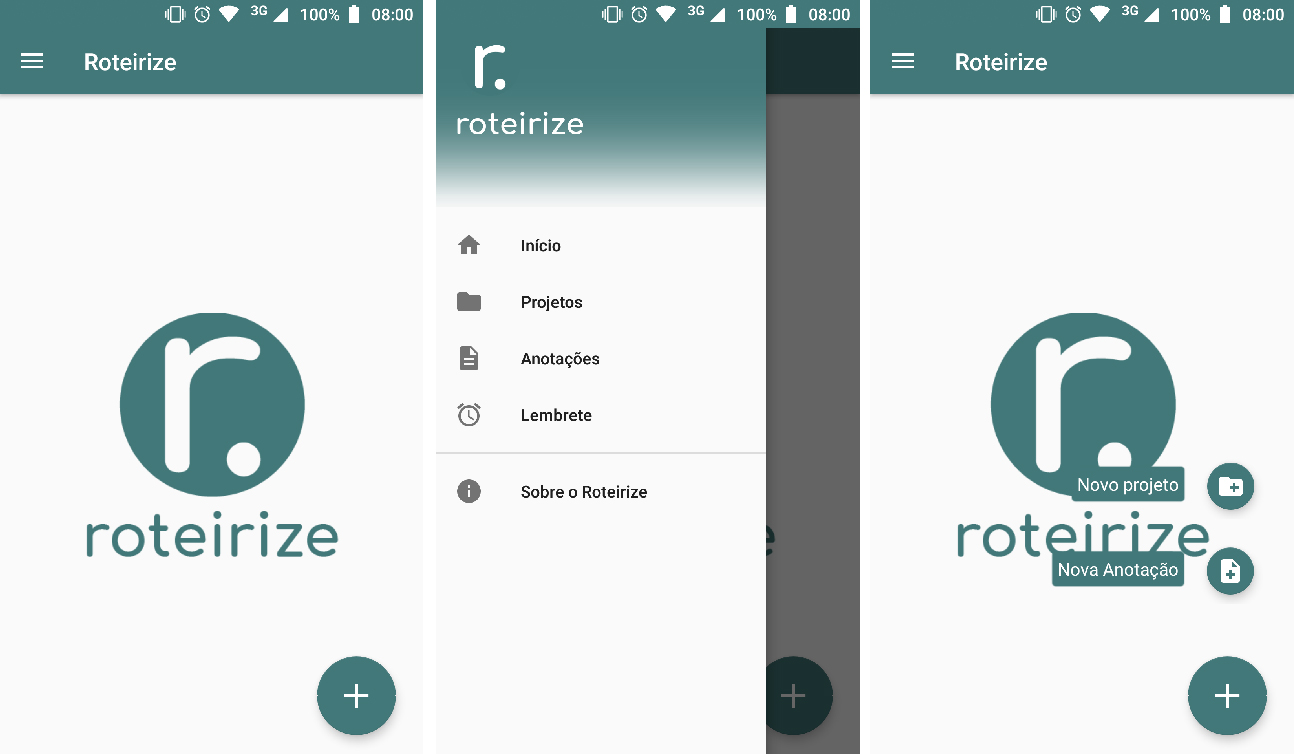 3G 100% 08:00
Roteirize
r.
roteirize
3G 100% 08:00
r.
roteirize
Início
Projetos
Anotações
Lembrete
Sobre o Roteirize
e
3G 100% 08:00
Roteirize
r.
Novo projeto
roteirize
Nova Anotação